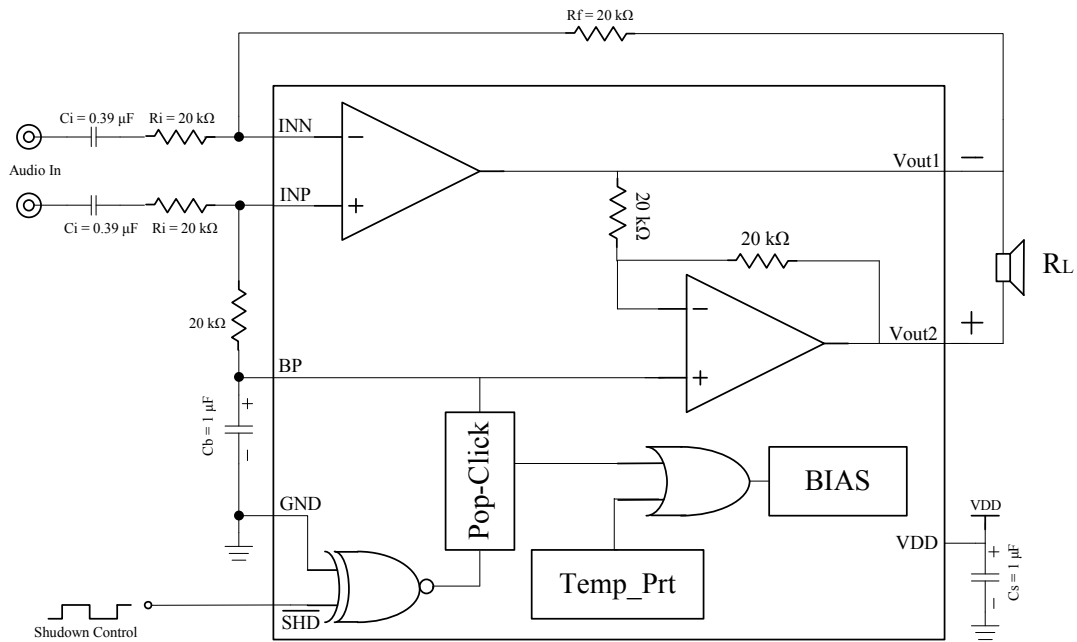 Rf = 20 kΩ
Ci = 0.39 µF
Ri = 20 kΩ
INN
−
Audio In
Vout1
−
INP
+
Ci = 0.39 µF
Ri = 20 kΩ
20 kΩ
20 kΩ
RL
20 kΩ
−
Vout2
+
BP
+
Cb = 1 µF
+
−
Pop-Click
BIAS
GND
VDD
VDD
+
Cs = 1 µF
−
Temp_Prt
SHD
Shudown Control